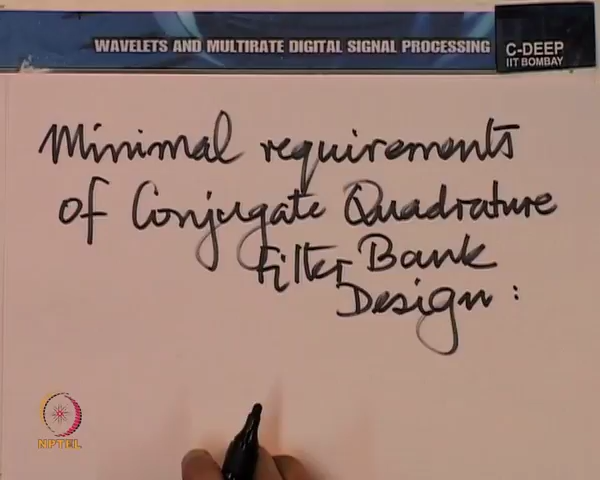 WAVELETS AND MULTIRATE DIGITAL SIGNAL PROCESSING
C-DEEP
IIT BOMBAY
Minimal requirements
of Conjugate Quadrature
Filter Bank
Design :
NPTEL